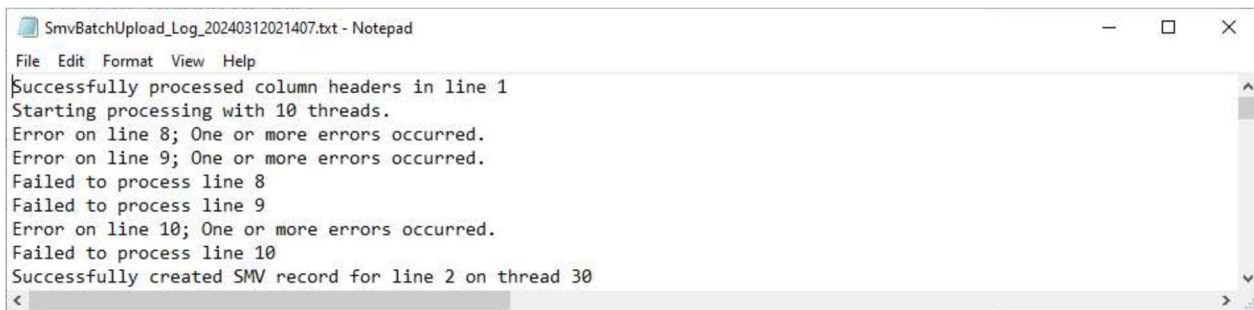 SmvBatchUpload_Log_20240312021407.txt - Notepad
File Edit Format View Help
Successfully processed column headers in line 1
Starting processing with 10 threads.
Error on line 8; One or more errors occurred.
Error on line 9; One or more errors occurred.
Failed to process line 8
Failed to process line 9
Error on line 10; One or more errors occurred.
Failed to process line 10
Successfully created SMV record for line 2 on thread 30